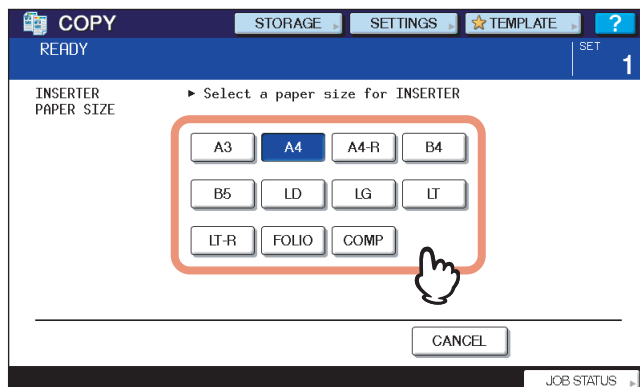 COPY STORAGE SETTINGS TEMPLATE ?
READY SET
1
INSERTER ► Select a paper size for INSERTER
PAPER SIZE
A3 A4 A4-R B4
B5 LD LG LT
LT-R FOLIO COMP
CANCEL
JOB STATUS